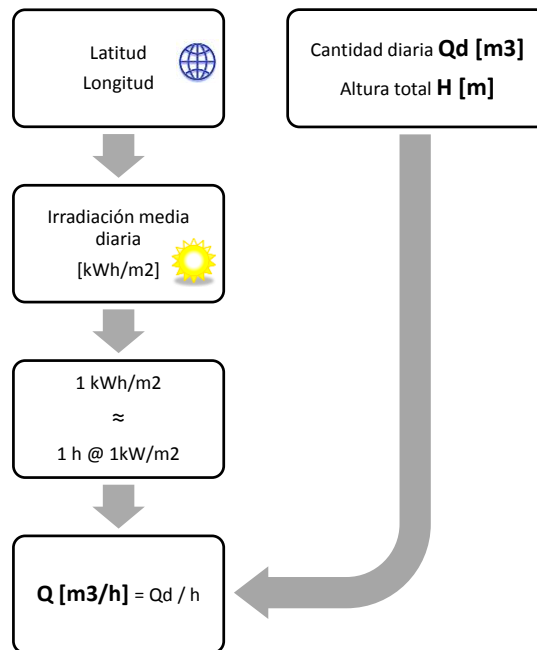 Latitud
Longitud
Cantidad diaria Qd [m3]
Altura total H [m]
Irradiación media
diaria
[kWh/m2]
1 kWh/m2
≈
1 h @ 1kW/m2
Q [m3/h] = Qd / h